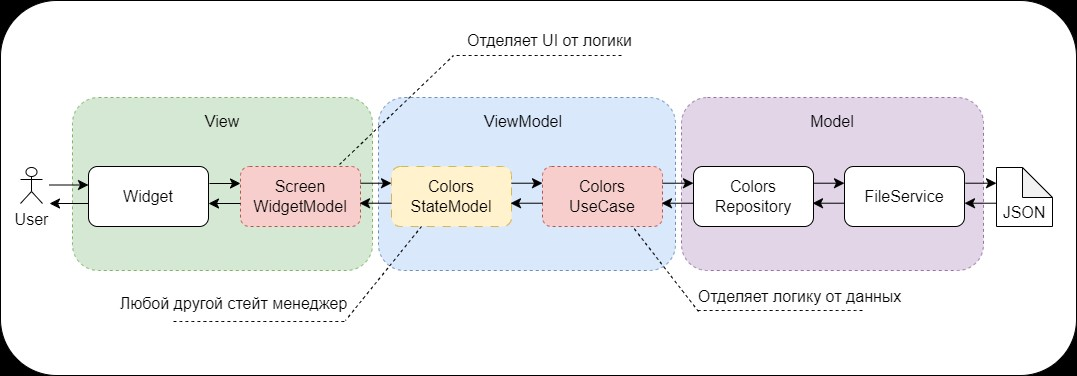 Отделяет UI от логики
View
ViewModel
Model
User
Widget
Screen
WidgetModel
Colors
StateModel
Colors
UseCase
Colors
Repository
FileService
JSON
Любой другой стейт менеджер
Отделяет логику от данных